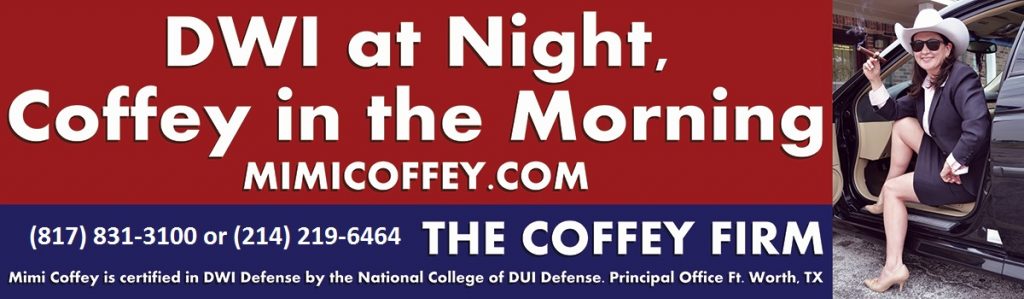 DWI at Night,
Coffey in the Morning
MIMICOFFEY.COM
(817) 831-3100 or (214) 219-6464 THE COFFEY FIRM
Mimi Coffey is certified in DWI Defense by the National College of DUI Defense. Principal Office Ft. Worth, TX